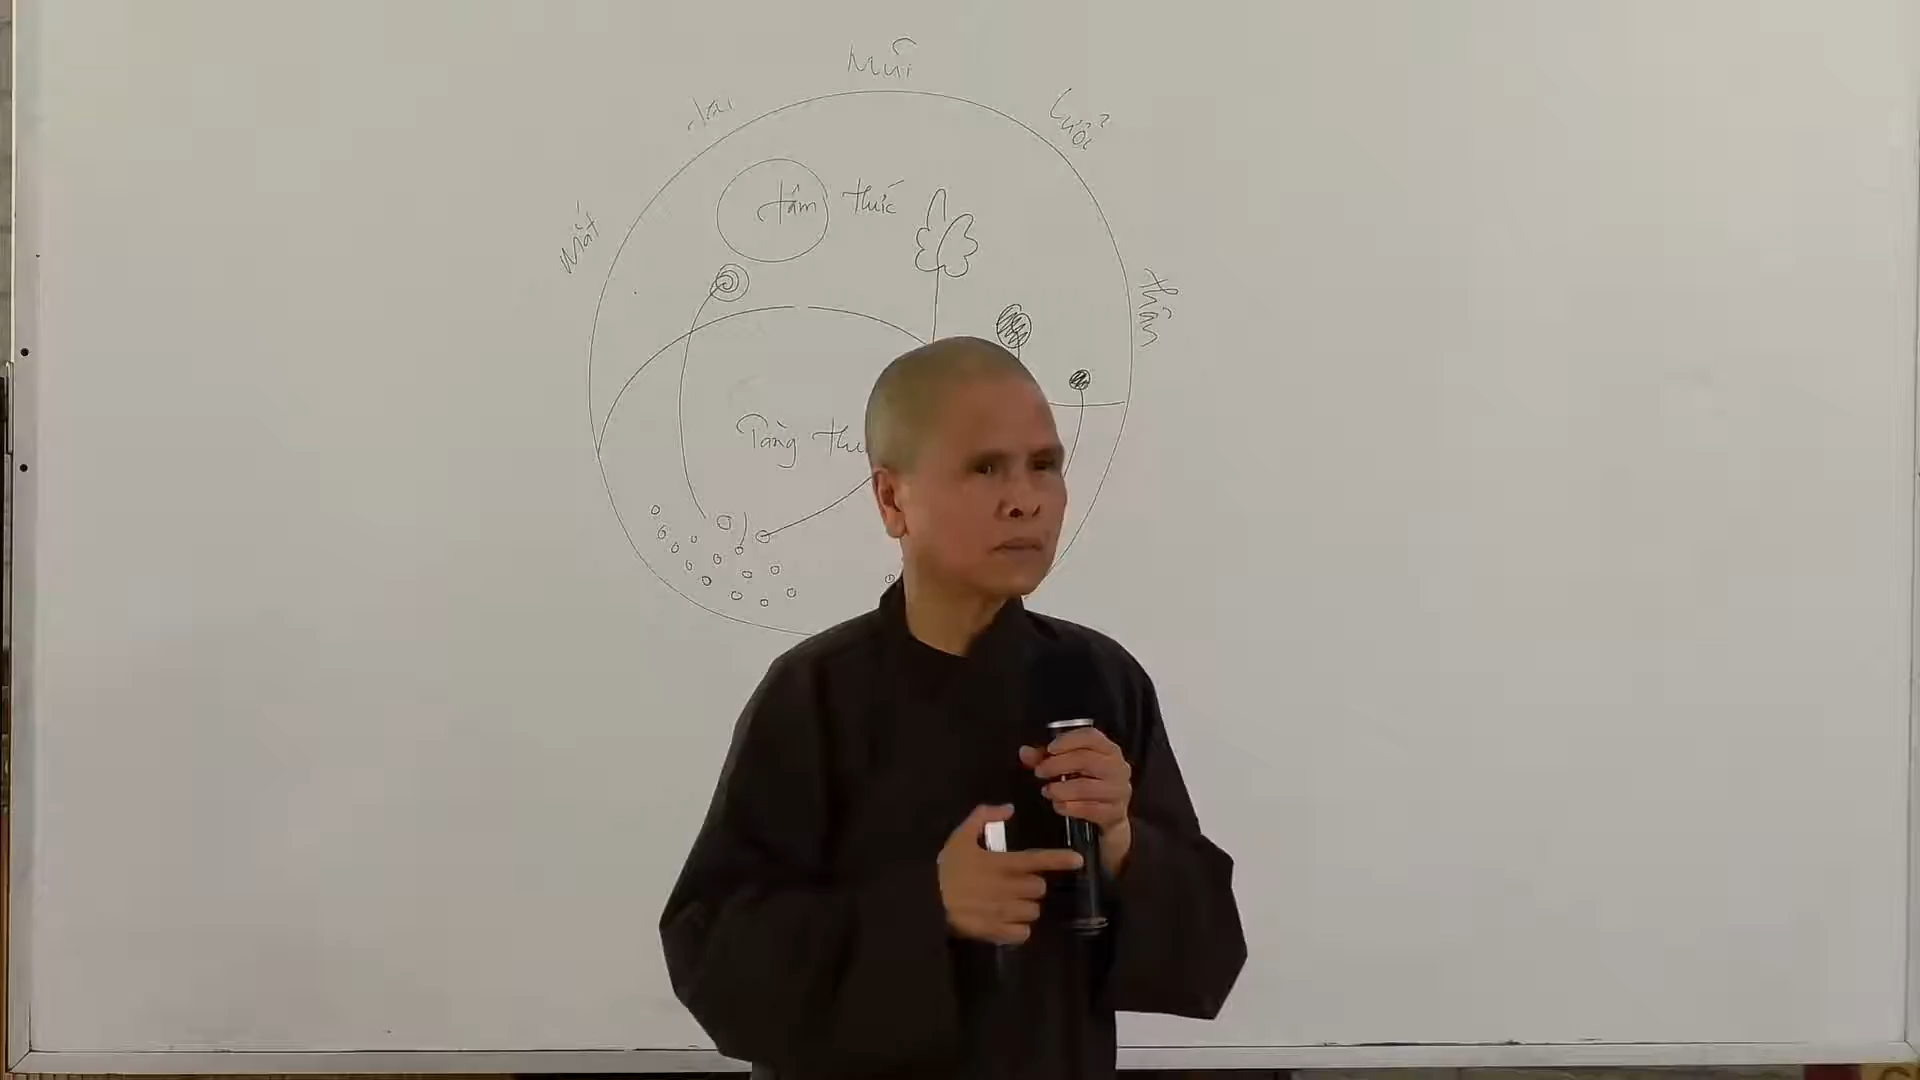 Mũi
tai
Lưỡi
Mắt
tâm thức
thân
Tàng thứ